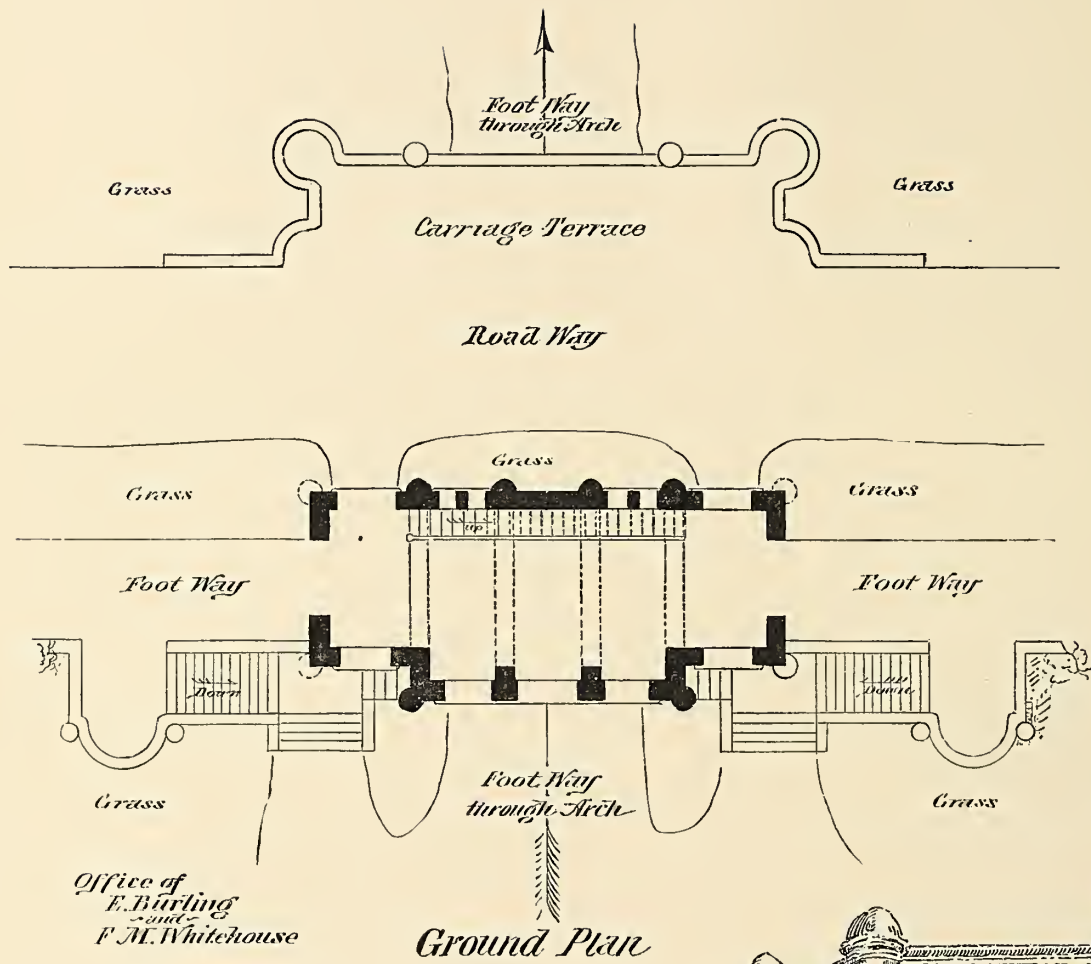 Foot Way
through Arch
Grass
Grass
Carriage Terrace
Road Way
Grass
Grass
Grass
Up
Foot Way
Foot Way
Down
Down
Grass
Foot Way
through Arch
Grass
Office of
E. Burling
and
F. M. Whitehouse
Ground Plan